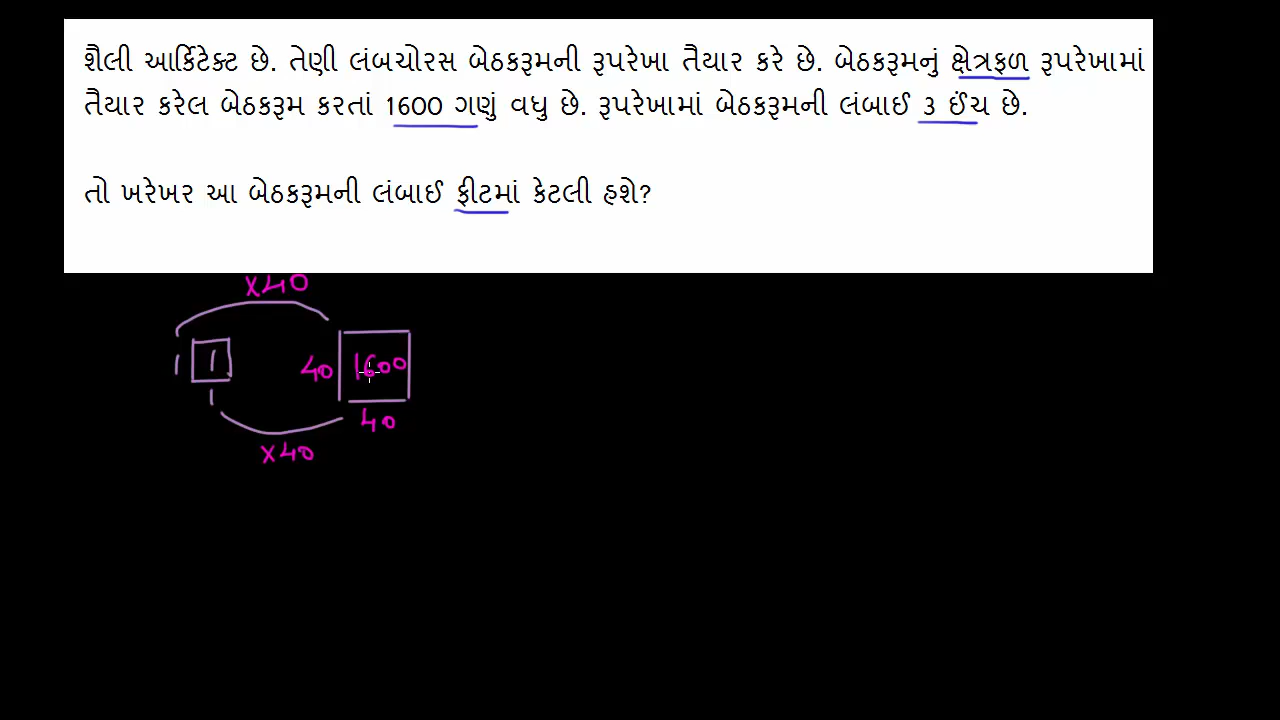 શૈલી આર્કિટેક્ટ છે. તેણી લંબચોરસ બેઠકરૂમની રૂપરેખા તૈયાર કરે છે. બેઠકરૂમનું ક્ષેત્રફળ રૂપરેખામાં
તૈયાર કરેલ બેઠકરૂમ કરતાં 1600 ગણું વધુ છે. રૂપરેખામાં બેઠકરૂમની લંબાઈ ૩ ઈંચ છે.
તો ખરેખર આ બેઠકરૂમની લંબાઈ ફીટમાં કેટલી હશે?
x40
1 1 40 1600
1 40
x40